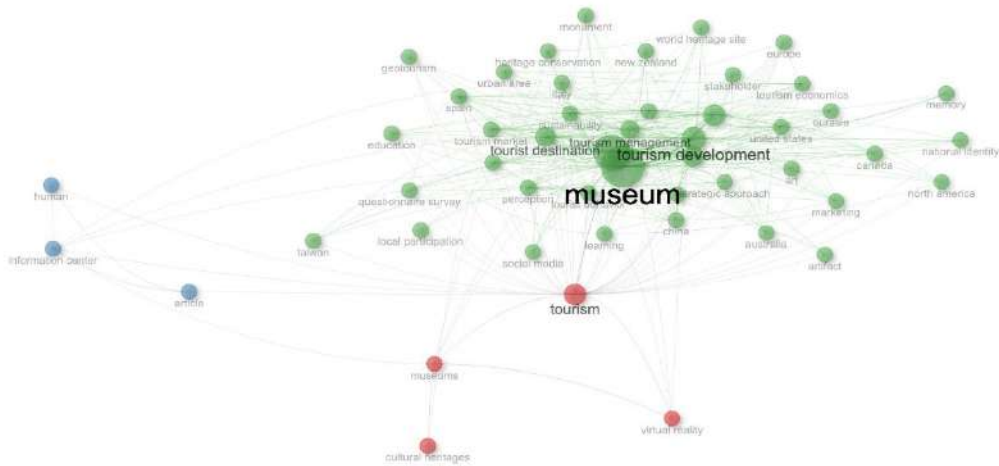 monument
world heritage site
europe
heritage conservation
new zealand
geotourism
urban area
stakeholder
tourism economics
spain
italy
memory
eurasia
sustainability
education
tourism market
united states
tourist destination
tourism management
tourism development
national identity
canada
museum
human
questionnaire survey
perception
strategic approach
art
north america
marketing
information center
taiwan
local participation
social media
learning
china
australia
artifact
article
tourism
museums
virtual reality
cultural heritages